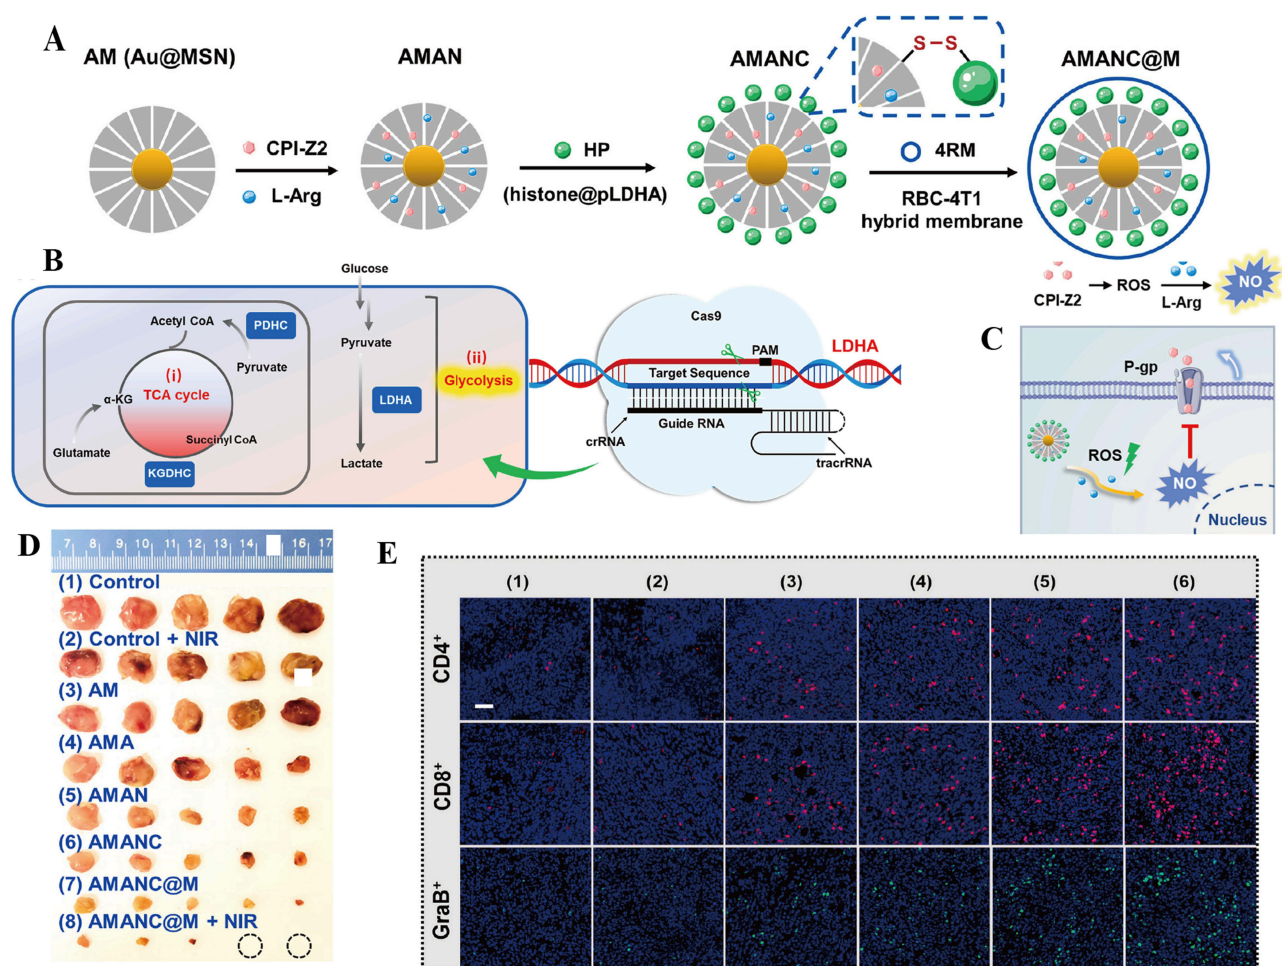 A
AM (Au@MSN)
AMAN
AMANC
AMANC@M
S–S
CPI-Z2
L-Arg
HP
(histone@pLDHA)
4RM
RBC-4T1
hybrid membrane
B
Glucose
Acetyl CoA
PDHC
Pyruvate
(i)
TCA cycle
α-KG
Glutamate
Succinyl CoA
KGDHC
Pyruvate
LDHA
Lactate
(ii)
Glycolysis
Cas9
PAM
LDHA
Target Sequence
Guide RNA
crRNA
tracrRNA
CPI-Z2
ROS
L-Arg
NO
C
P-gp
ROS
NO
Nucleus
D
7 8 9 10 11 12 13 14 16 17
(1) Control
(2) Control + NIR
(3) AM
(4) AMA
(5) AMAN
(6) AMANC
(7) AMANC@M
(8) AMANC@M + NIR
E
(1) (2) (3) (4) (5) (6)
CD4+
CD8+
GraB+